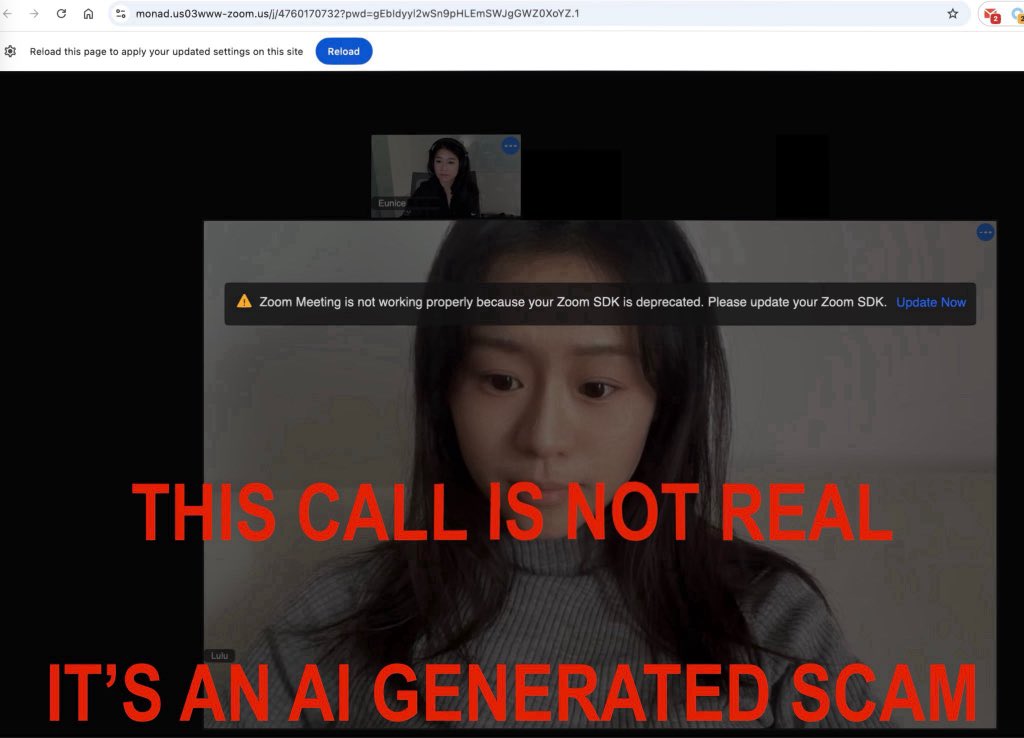 monad.us03www-zoom.us/j/4760170732?pwd=gEbIdyyI2wSn9pHLEmSWJgGWZ0XoYZ.1
2
2
Reload this page to apply your updated settings on this site Reload
Eunice
Zoom Meeting is not working properly because your Zoom SDK is deprecated. Please update your Zoom SDK. Update Now
THIS CALL IS NOT REAL
Lulu
IT’S AN AI GENERATED SCAM